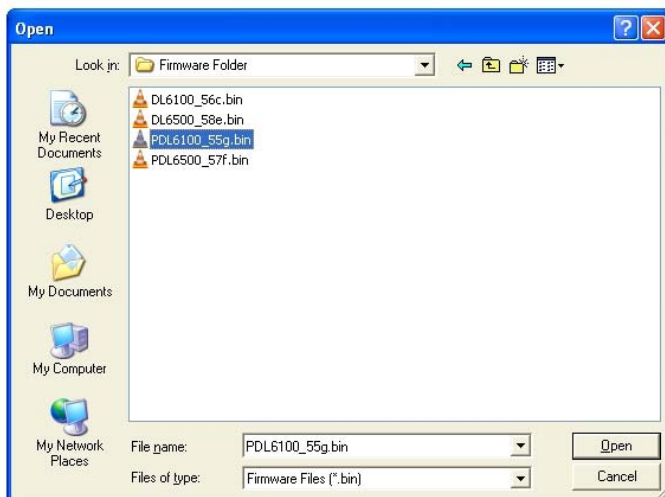 Open
Look in: Firmware Folder
DL6100_56c.bin
DL6500_58e.bin
PDL6100_55g.bin
PDL6500_57f.bin
My Recent
Documents
Desktop
My Documents
My Computer
My Network
Places
File name: PDL6100_55g.bin Open
Files of type: Firmware Files (*.bin) Cancel